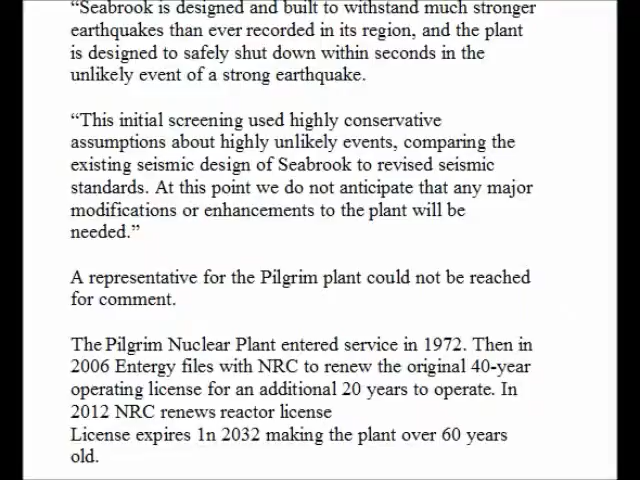 “Seabrook is designed and built to withstand much stronger
earthquakes than ever recorded in its region, and the plant
is designed to safely shut down within seconds in the
unlikely event of a strong earthquake.
“This initial screening used highly conservative
assumptions about highly unlikely events, comparing the
existing seismic design of Seabrook to revised seismic
standards. At this point we do not anticipate that any major
modifications or enhancements to the plant will be
needed.”
A representative for the Pilgrim plant could not be reached
for comment.
The Pilgrim Nuclear Plant entered service in 1972. Then in
2006 Entergy files with NRC to renew the original 40-year
operating license for an additional 20 years to operate. In
2012 NRC renews reactor license
License expires 1n 2032 making the plant over 60 years
old.